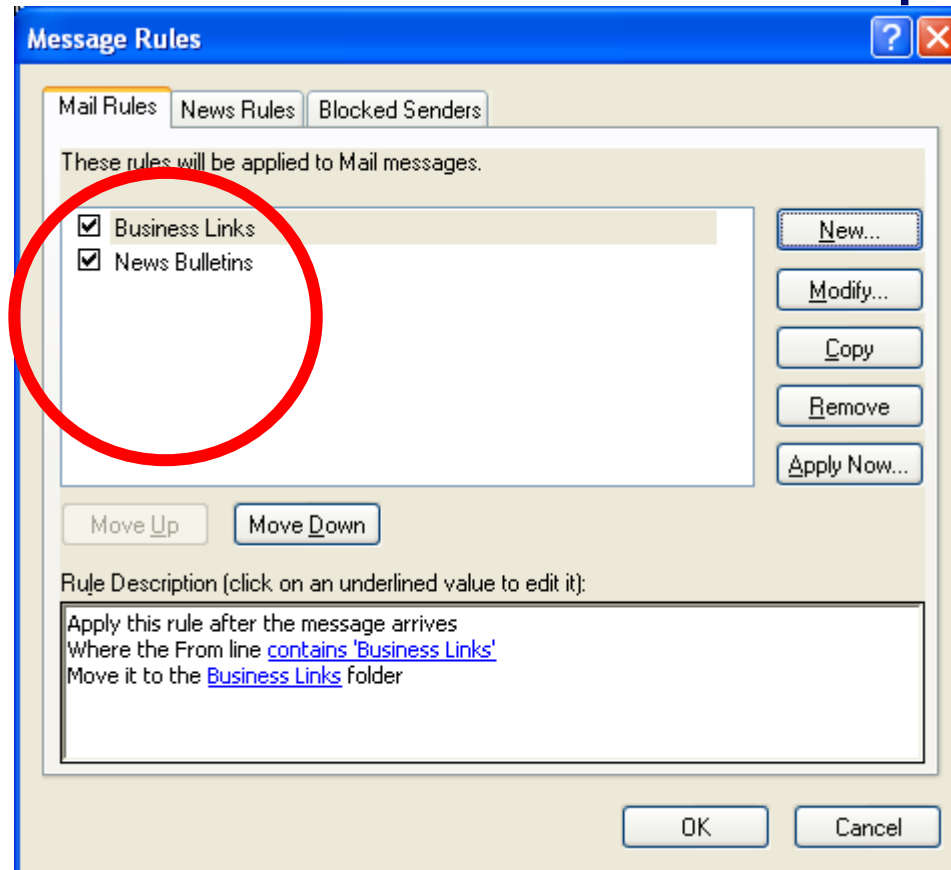 Message Rules
Mail Rules News Rules Blocked Senders
These rules will be applied to Mail messages.
Business Links
News Bulletins
New...
Modify...
Copy
Remove
Apply Now...
Move Up Move Down
Rule Description (click on an underlined value to edit it):
Apply this rule after the message arrives
Where the From line contains 'Business Links'
Move it to the Business Links folder
OK Cancel